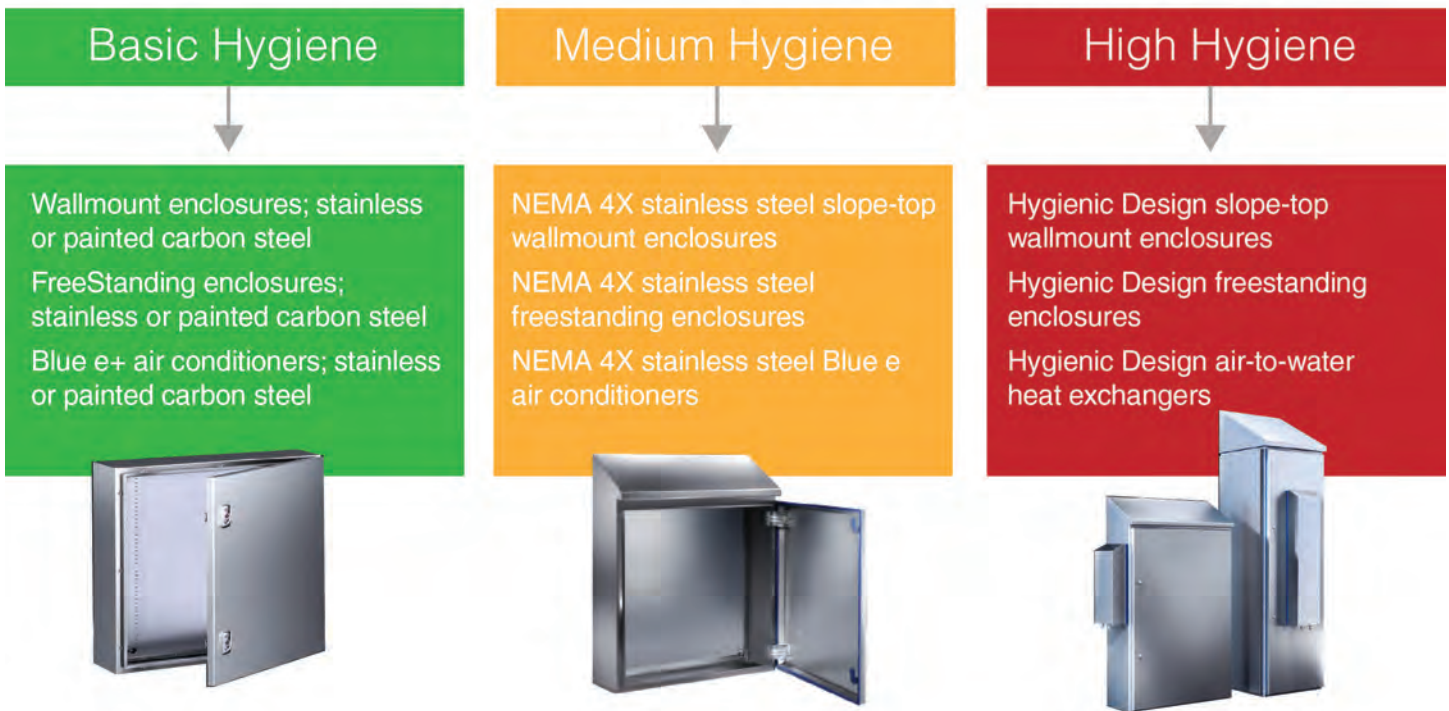 Basic Hygiene
Wallmount enclosures; stainless
or painted carbon steel
FreeStanding enclosures;
stainless or painted carbon steel
Blue e+ air conditioners; stainless
or painted carbon steel
Medium Hygiene
NEMA 4X stainless steel slope-top
wallmount enclosures
NEMA 4X stainless steel
freestanding enclosures
NEMA 4X stainless steel Blue e
air conditioners
High Hygiene
Hygienic Design slope-top
wallmount enclosures
Hygienic Design freestanding
enclosures
Hygienic Design air-to-water
heat exchangers